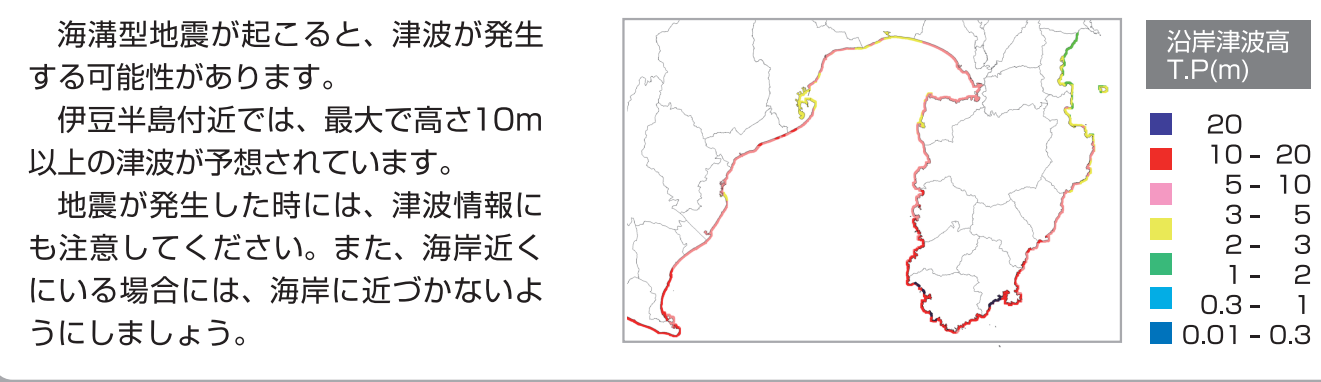 海溝型地震が起こると、津波が発生
する可能性があります。
伊豆半島付近では、最大で高さ10m
以上の津波が予想されています。
地震が発生した時には、津波情報に
も注意してください。また、海岸近く
にいる場合には、海岸に近づかないよ
うにしましょう。
沿岸津波高
T.P(m)
20
10 - 20
5 - 10
3 - 5
2 - 3
1 - 2
0.3 - 1
0.01 - 0.3